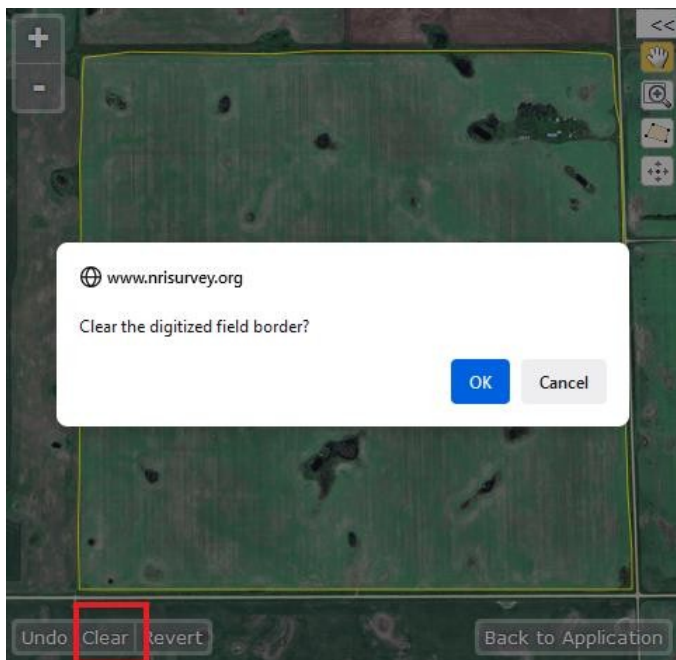 +
<<
-
www.nrisurvey.org
Clear the digitized field border?
OK Cancel
Undo Clear Revert Back to Application